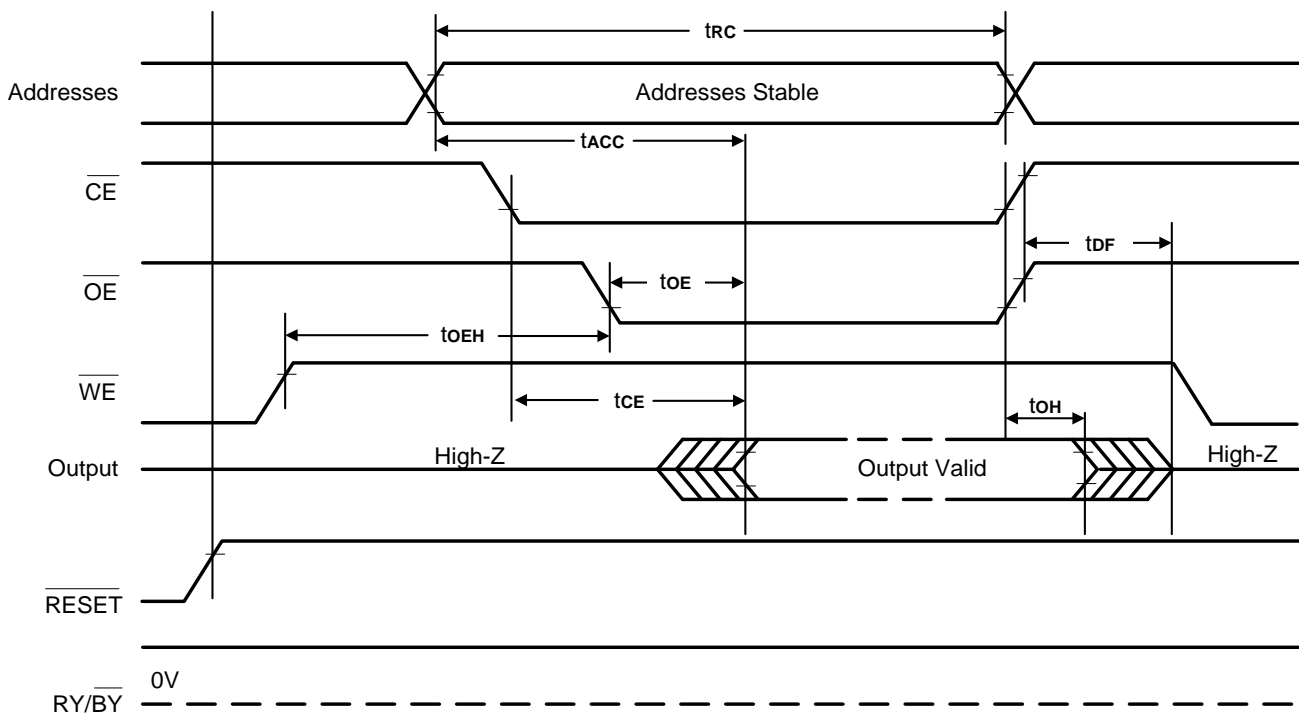 tRC
Addresses
Addresses Stable
tACC
CE
tDF
OE
tOE
tOEH
WE
tCE
tOH
High-Z
Output
Output Valid
High-Z
RESET
0V
RY/BY